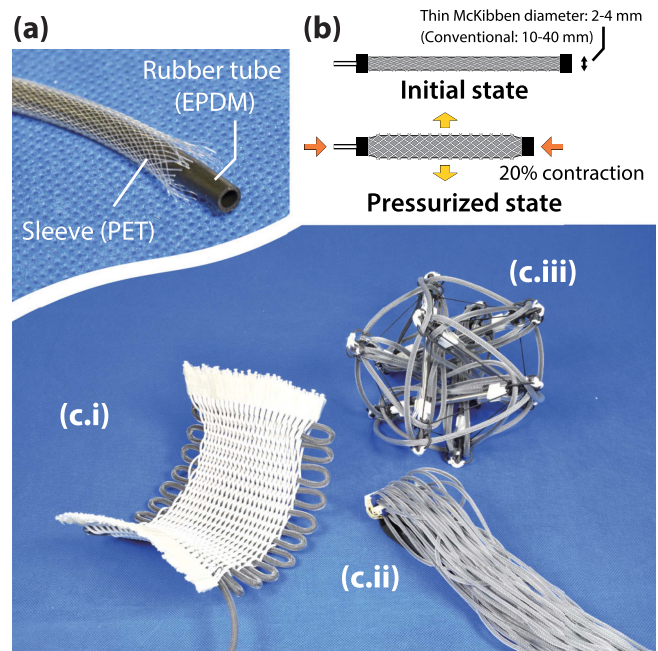 (a)
Rubber tube
(EPDM)
Sleeve (PET)
(b)
Thin McKibben diameter: 2-4 mm
(Conventional: 10-40 mm)
Initial state
20% contraction
Pressurized state
(c.i)
(c.iii)
(c.ii)